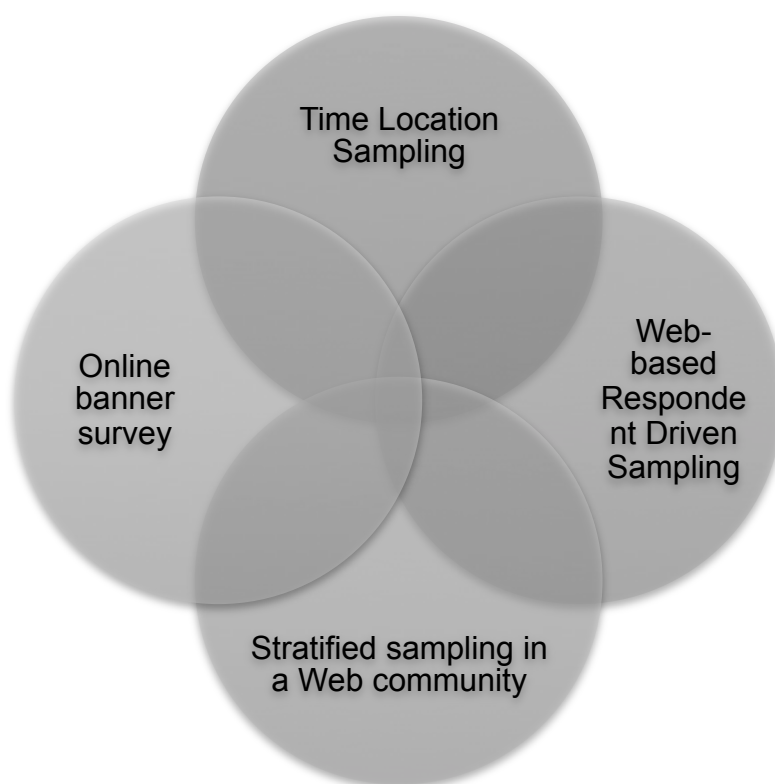 Time Location
Sampling
Online
banner
survey
Web-
based
Responde
nt Driven
Sampling
Stratified sampling in
a Web community